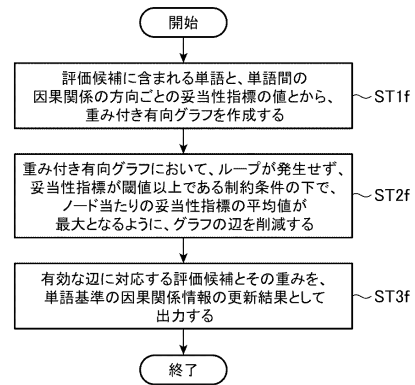 開始
評価候補に含まれる単語と、単語間の
因果関係の方向ごとの妥当性指標の値とから、
重み付き有向グラフを作成する
ST1f
重み付き有向グラフにおいて、ループが発生せず、
妥当性指標が閾値以上である制約条件の下で、
ノード当たりの妥当性指標の平均値が
最大となるように、グラフの辺を削減する
ST2f
有効な辺に対応する評価候補とその重みを、
単語基準の因果関係情報の更新結果として
出力する
ST3f
終了